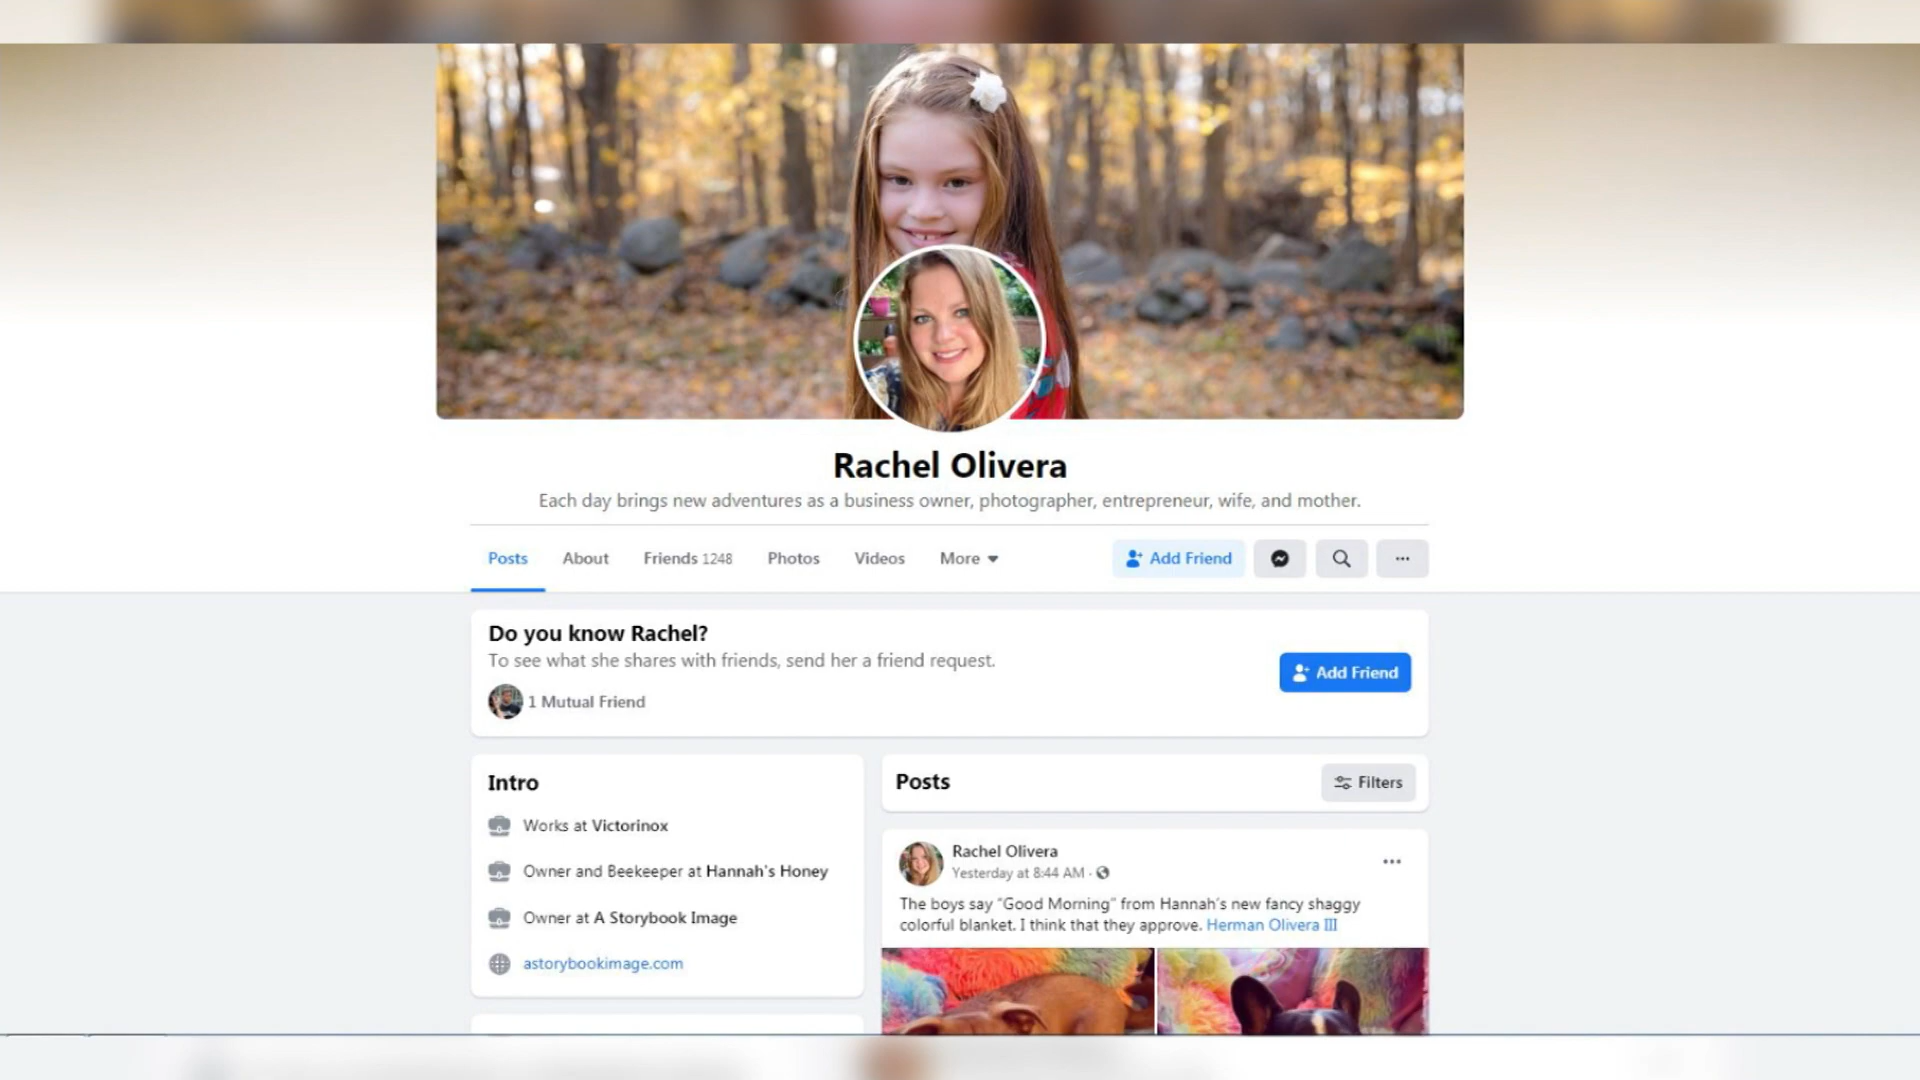 Rachel Olivera
Each day brings new adventures as a business owner, photographer, entrepreneur, wife, and mother.
Posts About Friends 1248 Photos Videos More Add Friend
Do you know Rachel?
To see what she shares with friends, send her a friend request.
1 Mutual Friend
Add Friend
Intro
Works at Victorinox
Owner and Beekeeper at Hannah's Honey
Owner at A Storybook Image
astorybookimage.com
Posts
Filters
Rachel Olivera
Yesterday at 8:44 AM ·
The boys say "Good Morning" from Hannah's new fancy shaggy
colorful blanket. I think that they approve. Herman Olivera III